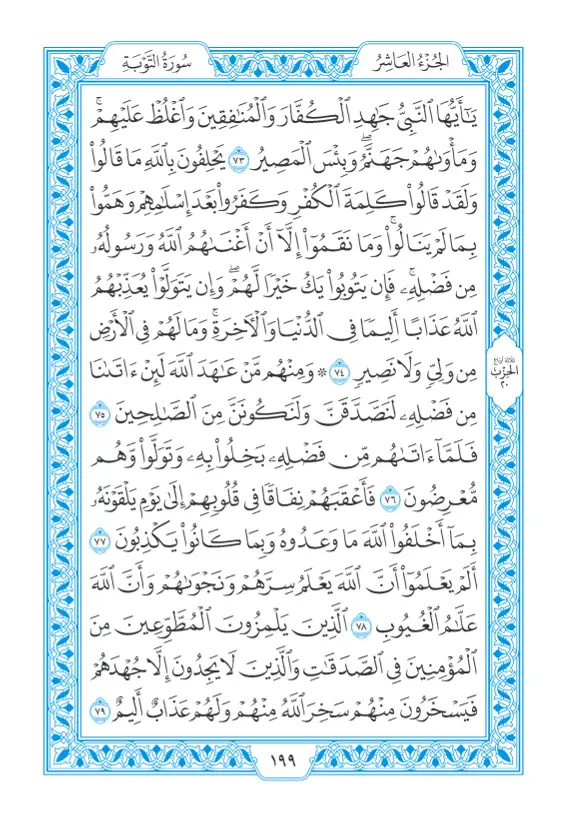 الجُزْءُ العَاشِرُ
سُورَةُ التَّوْبَةِ
يَـٰٓأَيُّهَا ٱلنَّبِىُّ جَـٰهِدِ ٱلْكُفَّارَ وَٱلْمُنَـٰفِقِينَ وَٱغْلُظْ عَلَيْهِمْۚ
وَمَأْوَىٰهُمْ جَهَنَّمُۖ وَبِئْسَ ٱلْمَصِيرُ ٧٣ يَحْلِفُونَ بِٱللَّهِ مَا قَالُوا۟
وَلَقَدْ قَالُوا۟ كَلِمَةَ ٱلْكُفْرِ وَكَفَرُوا۟ بَعْدَ إِسْلَـٰمِهِمْ وَهَمُّوا۟
بِمَا لَمْ يَنَالُوا۟ۚ وَمَا نَقَمُوٓا۟ إِلَّآ أَنْ أَغْنَىٰهُمُ ٱللَّهُ وَرَسُولُهُۥ
مِن فَضْلِهِۦۚ فَإِن يَتُوبُوا۟ يَكُ خَيْرًا لَّهُمْۖ وَإِن يَتَوَلَّوْا۟ يُعَذِّبْهُمُ
ٱللَّهُ عَذَابًا أَلِيمًا فِى ٱلدُّنْيَا وَٱلْـَٔاخِرَةِۚ وَمَا لَهُمْ فِى ٱلْأَرْضِ
مِن وَلِىٍّ وَلَا نَصِيرٍ ٧٤ ۞ وَمِنْهُم مَّنْ عَـٰهَدَ ٱللَّهَ لَئِنْ ءَاتَىٰنَا
مِن فَضْلِهِۦ لَنَصَّدَّقَنَّ وَلَنَكُونَنَّ مِنَ ٱلصَّـٰلِحِينَ ٧٥
فَلَمَّآ ءَاتَىٰهُم مِّن فَضْلِهِۦ بَخِلُوا۟ بِهِۦ وَتَوَلَّوا۟ وَّهُم
مُّعْرِضُونَ ٧٦ فَأَعْقَبَهُمْ نِفَاقًا فِى قُلُوبِهِمْ إِلَىٰ يَوْمِ يَلْقَوْنَهُۥ
بِمَآ أَخْلَفُوا۟ ٱللَّهَ مَا وَعَدُوهُ وَبِمَا كَانُوا۟ يَكْذِبُونَ ٧٧
أَلَمْ يَعْلَمُوٓا۟ أَنَّ ٱللَّهَ يَعْلَمُ سِرَّهُمْ وَنَجْوَىٰهُمْ وَأَنَّ ٱللَّهَ
عَلَّـٰمُ ٱلْغُيُوبِ ٧٨ ٱلَّذِينَ يَلْمِزُونَ ٱلْمُطَّوِّعِينَ مِنَ
ٱلْمُؤْمِنِينَ فِى ٱلصَّدَقَـٰتِ وَٱلَّذِينَ لَا يَجِدُونَ إِلَّا جُهْدَهُمْ
فَيَسْخَرُونَ مِنْهُمْ سَخِرَ ٱللَّهُ مِنْهُمْ وَلَهُمْ عَذَابٌ أَلِيمٌ ٧٩
ثلاثة أرباع
الحزب
٢٠
١٩٩